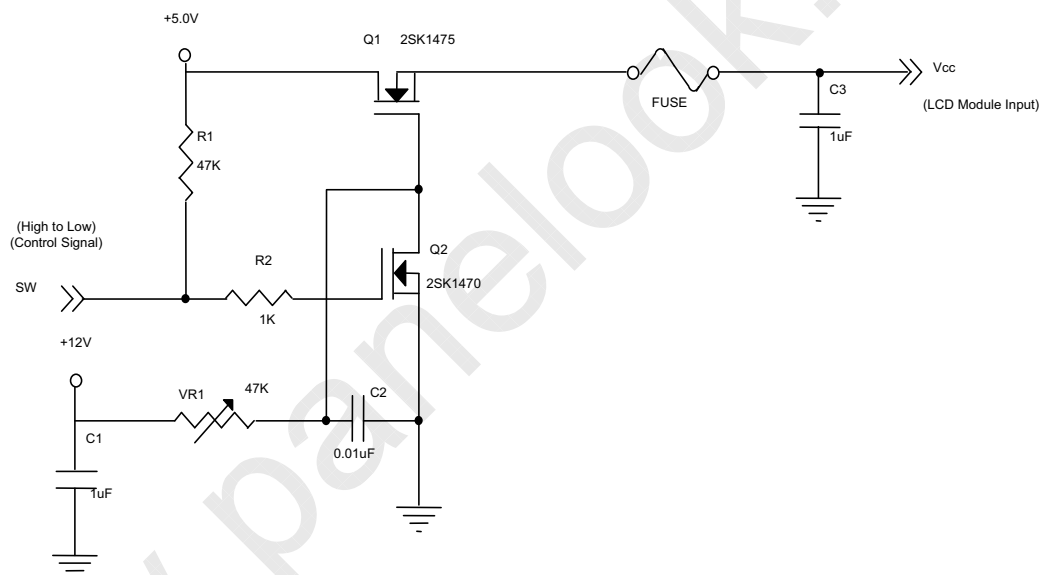 +5.0V
Q1 2SK1475
Vcc
FUSE
C3
(LCD Module Input)
R1
1uF
47K
(High to Low)
(Control Signal)
Q2
R2
SW
2SK1470
1K
+12V
VR1 47K
C2
C1
0.01uF
1uF
panelook.